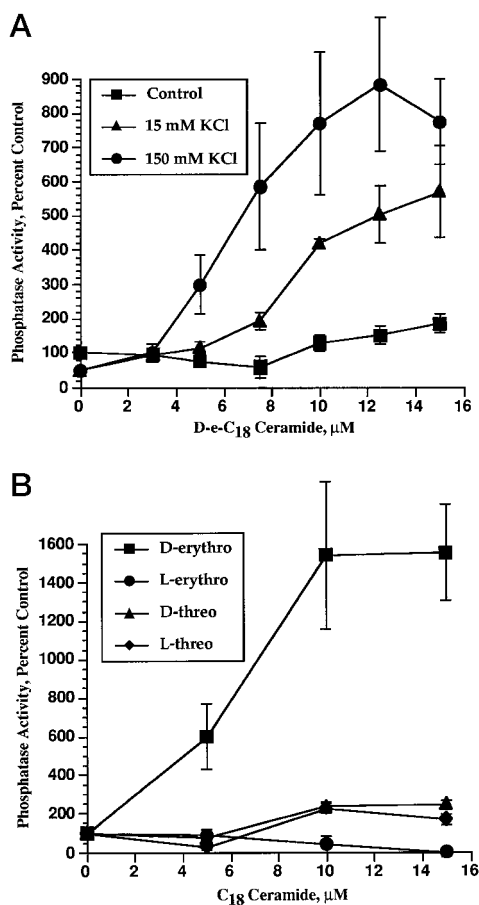 A
Phosphatase Activity, Percent Control
900
800
700
600
500
400
300
200
100
0
Control
15 mM KCl
150 mM KCl
0 2 4 6 8 10 12 14 16
D-e-C18 Ceramide, μM
B
Phosphatase Activity, Percent Control
1600
1400
1200
1000
800
600
400
200
0
D-erythro
L-erythro
D-threo
L-threo
0 2 4 6 8 10 12 14 16
C18 Ceramide, μM